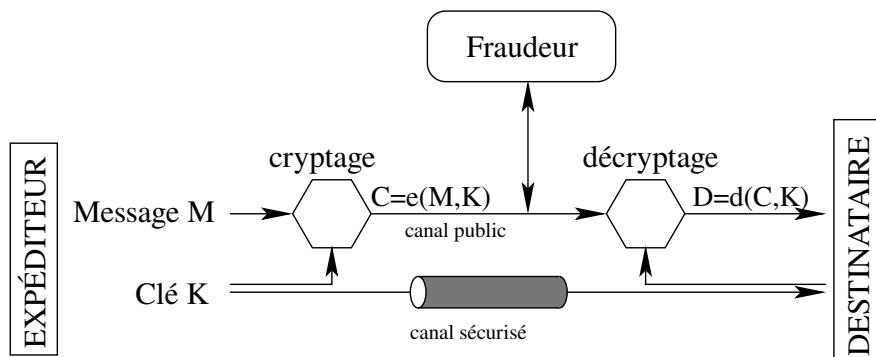 Fraudeur
EXPÉDITEUR
cryptage
décryptage
Message M
C=e(M,K)
canal public
D=d(C,K)
Clé K
canal sécurisé
DESTINATAIRE